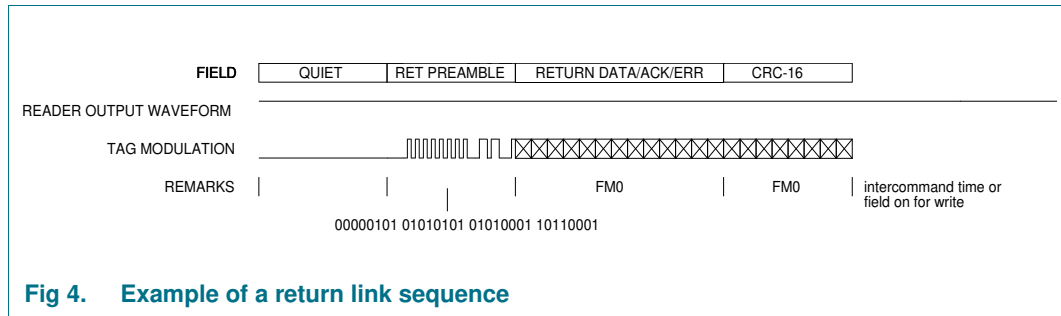 FIELD QUIET RET PREAMBLE RETURN DATA/ACK/ERR CRC-16
READER OUTPUT WAVEFORM
TAG MODULATION
REMARKS FM0 FM0 intercommand time or
field on for write
00000101 01010101 01010001 10110001
Fig 4. Example of a return link sequence